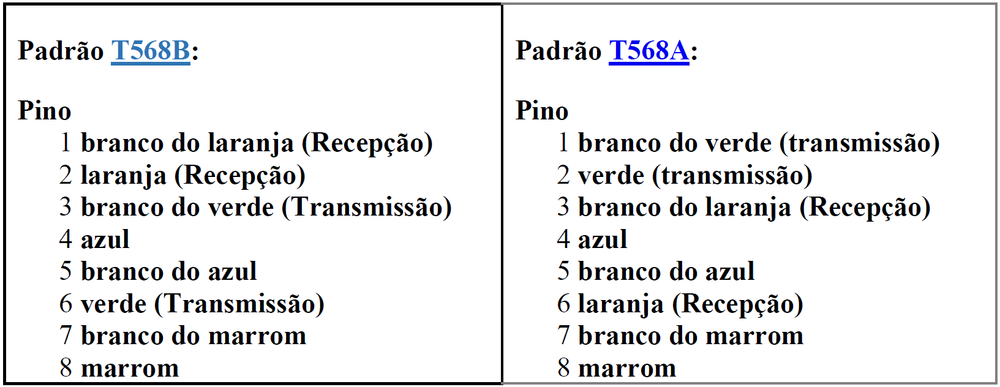 Padrão T568B:
Pino
1 branco do laranja (Recepção)
2 laranja (Recepção)
3 branco do verde (Transmissão)
4 azul
5 branco do azul
6 verde (Transmissão)
7 branco do marrom
8 marrom
Padrão T568A:
Pino
1 branco do verde (transmissão)
2 verde (transmissão)
3 branco do laranja (Recepção)
4 azul
5 branco do azul
6 laranja (Recepção)
7 branco do marrom
8 marrom